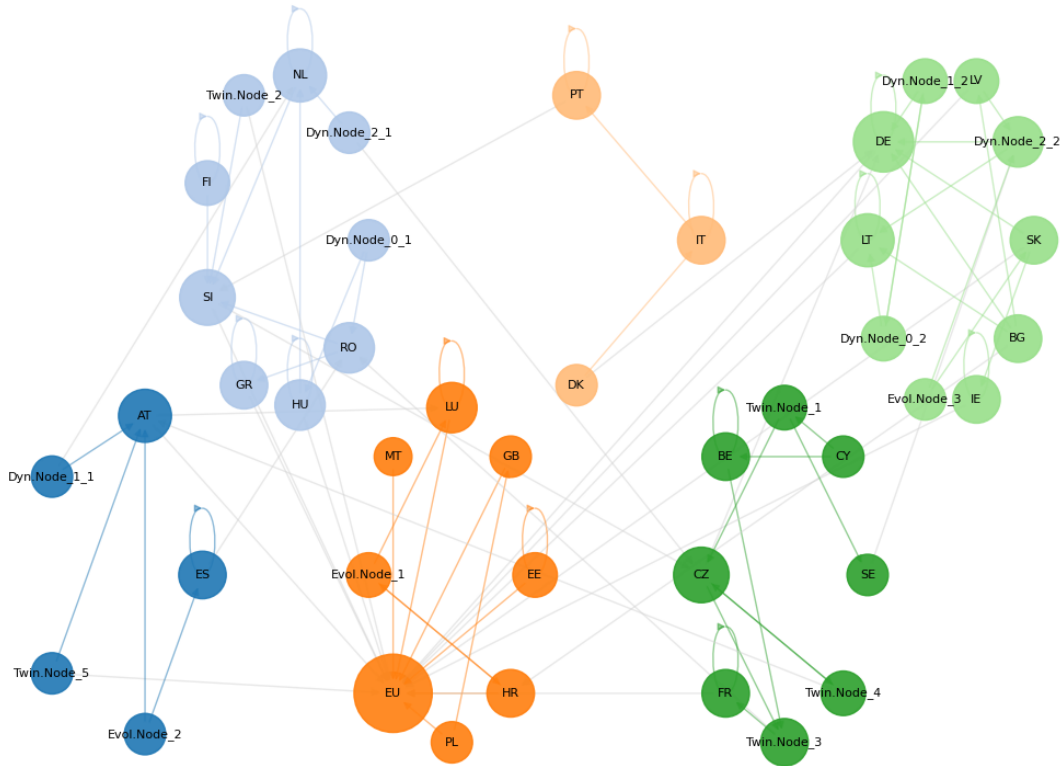 NL
Dyn.Node_1_2
LV
Twin.Node_2
PT
Dyn.Node_2_1
DE
Dyn.Node_2_2
FI
Dyn.Node_0_1
IT
LT
SK
SI
Dyn.Node_0_2
BG
RO
GR
DK
HU
LU
Evol.Node_3
IE
AT
Twin.Node_1
MT
GB
BE
CY
Dyn.Node_1_1
ES
Evol.Node_1
EE
CZ
SE
Twin.Node_5
EU
HR
FR
Twin.Node_4
Evol.Node_2
PL
Twin.Node_3